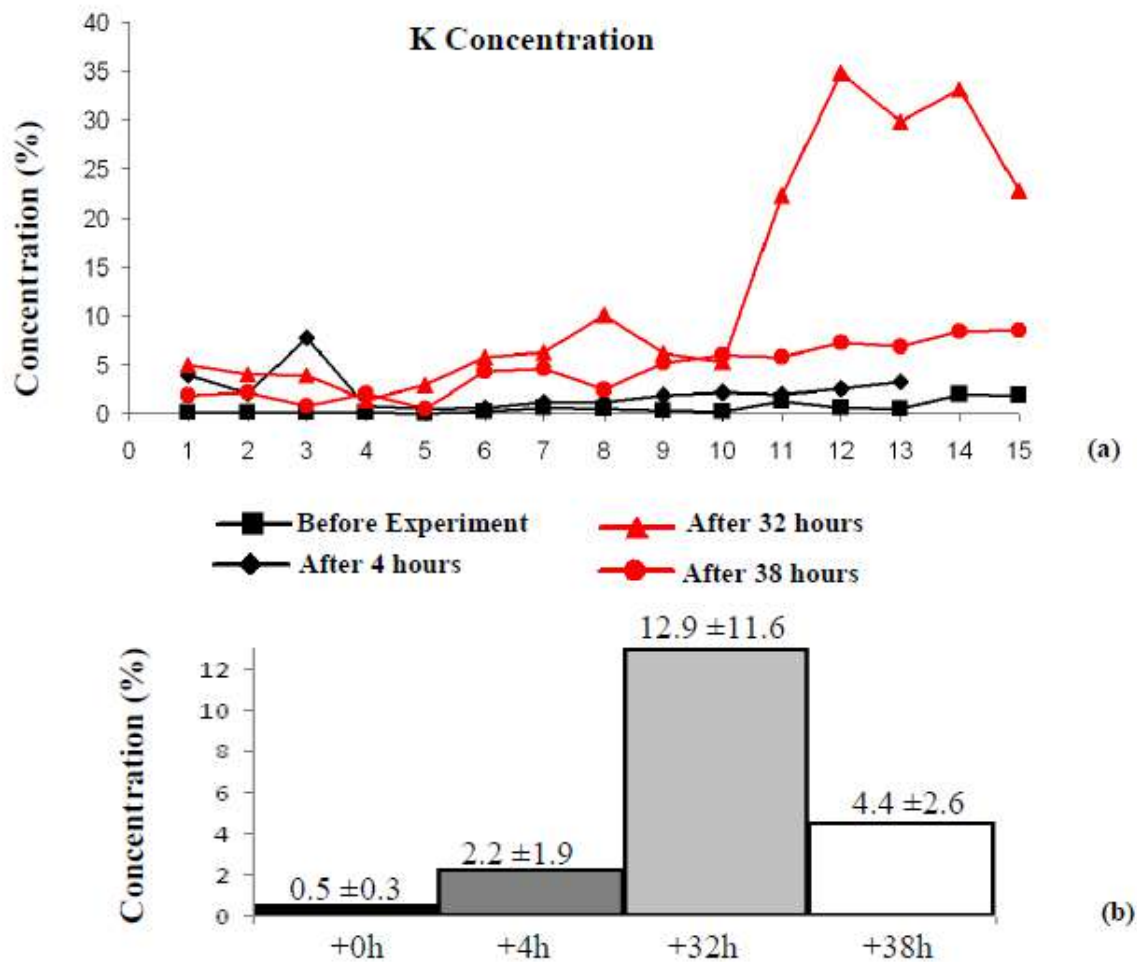 K Concentration
Concentration (%)
40
35
30
25
20
15
10
5
0
0 1 2 3 4 5 6 7 8 9 10 11 12 13 14 15
(a)
Before Experiment
After 32 hours
After 4 hours
After 38 hours
Concentration (%)
12
10
8
6
4
2
0
12.9 ±11.6
4.4 ±2.6
2.2 ±1.9
0.5 ±0.3
(b)
+0h +4h +32h +38h